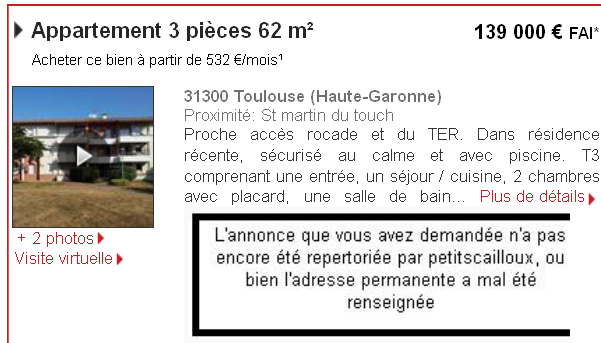 Appartement 3 pièces 62 m²
139 000 € FAI*
Acheter ce bien à partir de 532 €/mois¹
31300 Toulouse (Haute-Garonne)
Proximité: St martin du touch
Proche accès rocade et du TER. Dans résidence
récente, sécurisé au calme et avec piscine. T3
comprenant une entrée, un séjour / cuisine, 2 chambres
avec placard, une salle de bain... Plus de détails
+ 2 photos
Visite virtuelle
L'annonce que vous avez demandée n'a pas
encore été repertoriée par petitscailloux, ou
bien l'adresse permanente a mal été
renseignée